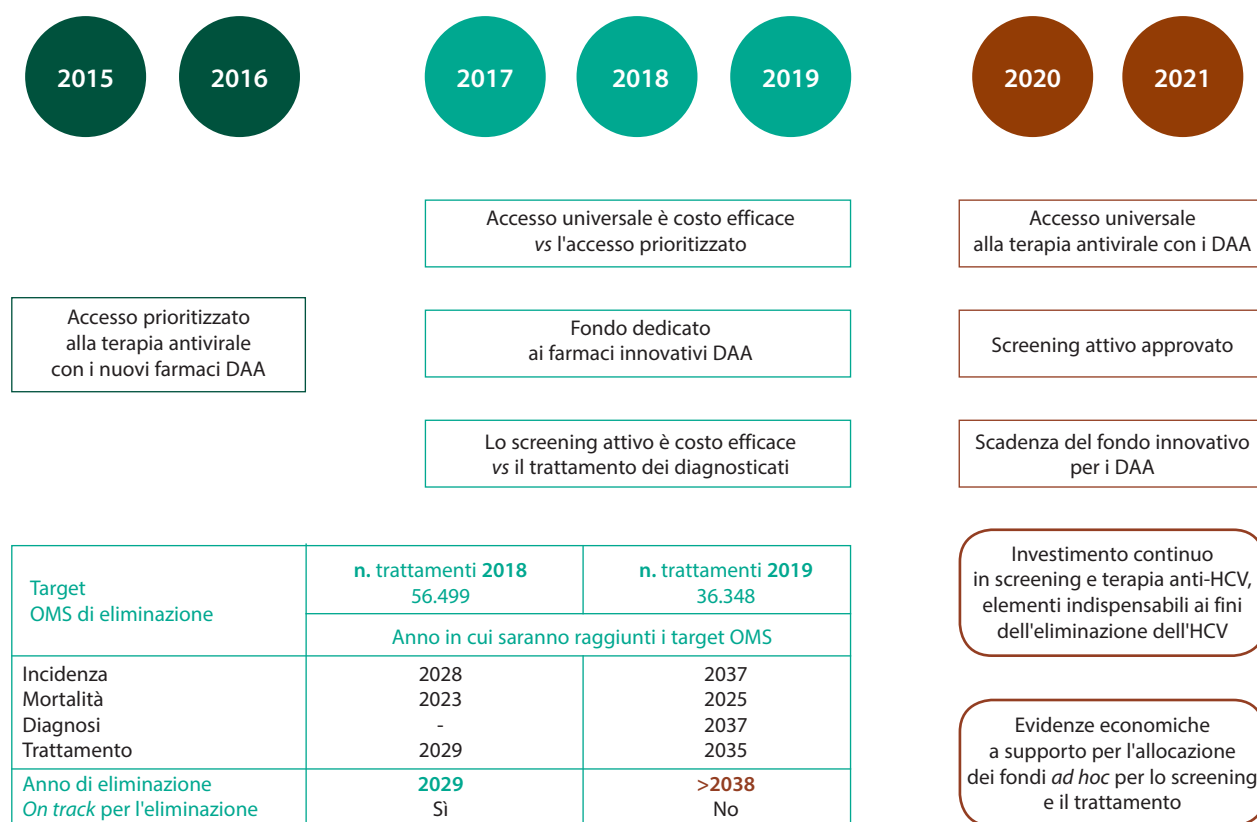 2015
2016
2017
2018
2019
2020
2021
Accesso prioritizzato
alla terapia antivirale
con i nuovi farmaci DAA
Accesso universale è costo efficace
vs l'accesso prioritizzato
Fondo dedicato
ai farmaci innovativi DAA
Lo screening attivo è costo efficace
vs il trattamento dei diagnosticati
Accesso universale
alla terapia antivirale con i DAA
Screening attivo approvato
Scadenza del fondo innovativo
per i DAA
Investimento continuo
in screening e terapia anti-HCV,
elementi indispensabili ai fini
dell'eliminazione dell'HCV
Evidenze economiche
a supporto per l'allocazione
dei fondi ad hoc per lo screening
e il trattamento
Target
OMS di eliminazione
n. trattamenti 2018
56.499
n. trattamenti 2019
36.348
Anno in cui saranno raggiunti i target OMS
Incidenza 2028 2037
Mortalità 2023 2025
Diagnosi - 2037
Trattamento 2029 2035
Anno di eliminazione 2029 >2038
On track per l'eliminazione Sì No